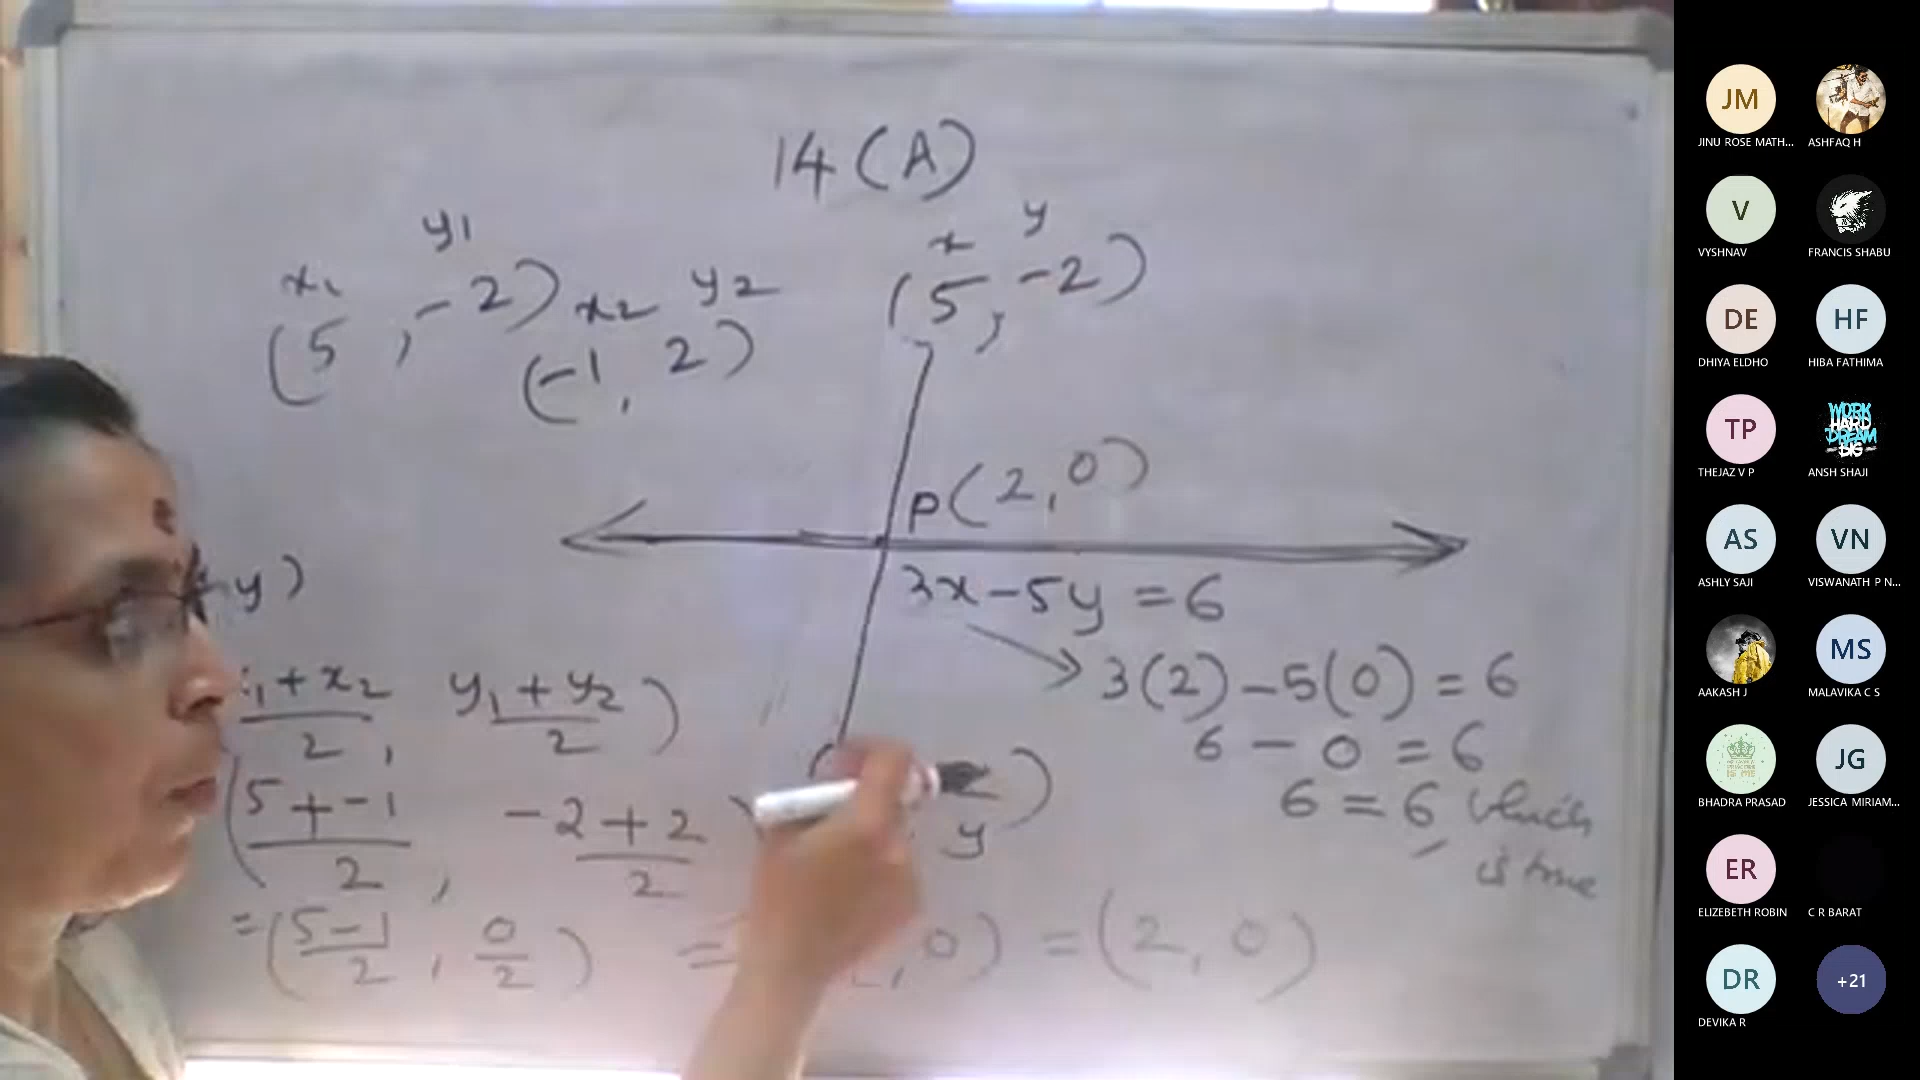 14(A)
x1 y1
(5, -2)
x2 y2
(-1, 2)
x y
(5, -2)
P(2, 0)
3x-5y=6
3(2)-5(0)=6
6-0=6
6=6, which
is true
y)
x1+x2/2, y1+y2/2)
(5+-1/2, -2+2/2
y
=(5-1/2, 0/2) = , 0) =(2, 0)
JM
JINU ROSE MATH...
ASHFAQ H
V
VYSHNAV
FRANCIS SHABU
DE
DHIYA ELDHO
HF
HIBA FATHIMA
TP
THEJAZ V P
WORK
HARD
DREAM
BIG
ANSH SHAJI
AS
ASHLY SAJI
VN
VISWANATH P N...
AAKASH J
MS
MALAVIKA C S
BHADRA PRASAD
JG
JESSICA MIRIAM...
ER
ELIZEBETH ROBIN
C R BARAT
DR
DEVIKA R
+21